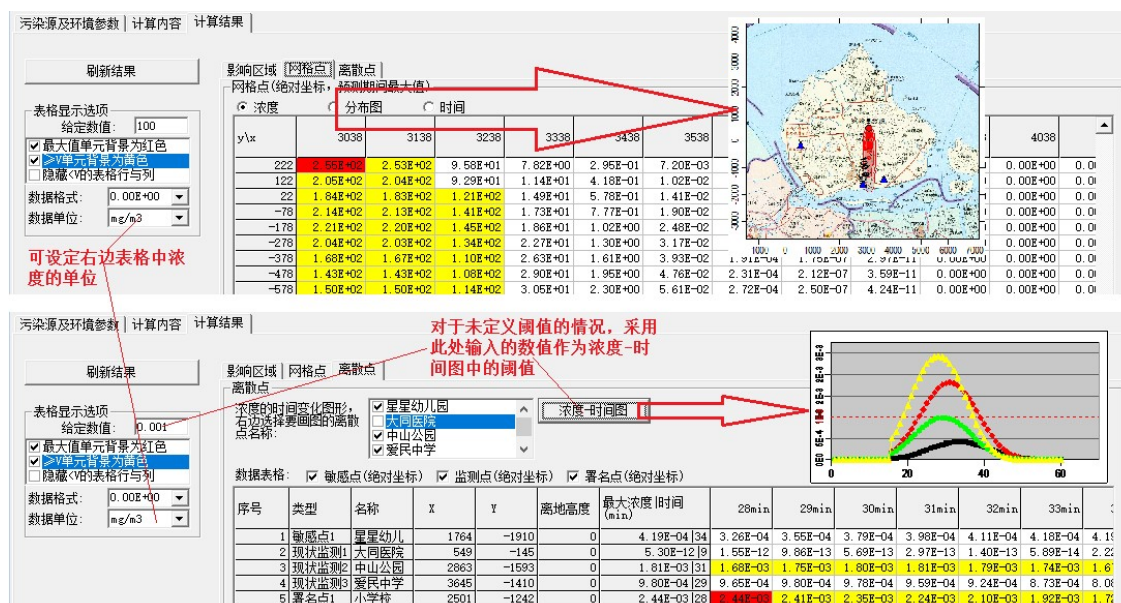 污染源及环境参数 计算内容 计算结果
刷新结果
表格显示选项
给定数值: 100
最大值单元背景为红色
≥V单元背景为黄色
隐藏<V的表格行与列
数据格式: 0.00E+00
数据单位: mg/m3
可设定右边表格中浓
度的单位
影响区域 网格点 离散点
网格点(绝对坐标,预测期间最大值)
浓度 分布图 时间
y\x 3038 3138 3238 3338 3438 3538 4038
222 2.55E+02 2.53E+02 9.58E+01 7.82E+00 2.95E-01 7.20E-03 0.00E+00
122 2.05E+02 2.04E+02 9.29E+01 1.14E+01 4.18E-01 1.02E-02 0.00E+00
22 1.84E+02 1.83E+02 1.21E+02 1.49E+01 5.78E-01 1.41E-02 0.00E+00
-78 2.14E+02 2.13E+02 1.41E+02 1.73E+01 7.77E-01 1.90E-02 0.00E+00
-178 2.21E+02 2.20E+02 1.45E+02 1.86E+01 1.02E+00 2.48E-02 0.00E+00
-278 2.04E+02 2.03E+02 1.34E+02 2.27E+01 1.30E+00 3.17E-02 0.00E+00
-378 1.68E+02 1.67E+02 1.10E+02 2.63E+01 1.61E+00 3.93E-02 1.91E-04 1.75E-07 2.97E-11 0.00E+00 0.00E+00
-478 1.43E+02 1.43E+02 1.08E+02 2.90E+01 1.95E+00 4.76E-02 2.31E-04 2.12E-07 3.59E-11 0.00E+00 0.00E+00
-578 1.50E+02 1.50E+02 1.14E+02 3.05E+01 2.30E+00 5.61E-02 2.72E-04 2.50E-07 4.24E-11 0.00E+00 0.00E+00
1000 0 1000 2000 3000 4000 5000 6000 7000
污染源及环境参数 计算内容 计算结果
刷新结果
表格显示选项
给定数值: 0.001
最大值单元背景为红色
≥V单元背景为黄色
隐藏<V的表格行与列
数据格式: 0.00E+00
数据单位: mg/m3
对于未定义阈值的情况,采用
此处输入的数值作为浓度-时
间图中的阈值
影响区域 网格点 离散点
离散点
浓度的时间变化图形,
右边选择要画图的离散
点名称:
星星幼儿园
大同医院
中山公园
爱民中学
浓度-时间图
0E0 5E-4 1E-3 2E-3 2E-3 3E-3 3E-3
20 40 60
数据表格: 敏感点(绝对坐标) 监测点(绝对坐标) 署名点(绝对坐标)
序号 类型 名称 X Y 离地高度 最大浓度|时间(min) 28min 29min 30min 31min 32min 33min
1 敏感点1 星星幼儿 1764 -1910 0 4.19E-04|34 3.26E-04 3.55E-04 3.79E-04 3.98E-04 4.11E-04 4.18E-04
2 现状监测1 大同医院 549 -145 0 5.30E-12|9 1.55E-12 9.86E-13 5.69E-13 2.97E-13 1.40E-13 5.89E-14
3 现状监测2 中山公园 2863 -1593 0 1.81E-03|31 1.68E-03 1.75E-03 1.80E-03 1.81E-03 1.79E-03 1.74E-03
4 现状监测3 爱民中学 3645 -1410 0 9.80E-04|29 9.65E-04 9.80E-04 9.78E-04 9.59E-04 9.24E-04 8.73E-04
5 署名点1 小学校 2501 -1242 0 2.44E-03|28 2.44E-03 2.41E-03 2.35E-03 2.24E-03 2.10E-03 1.92E-03